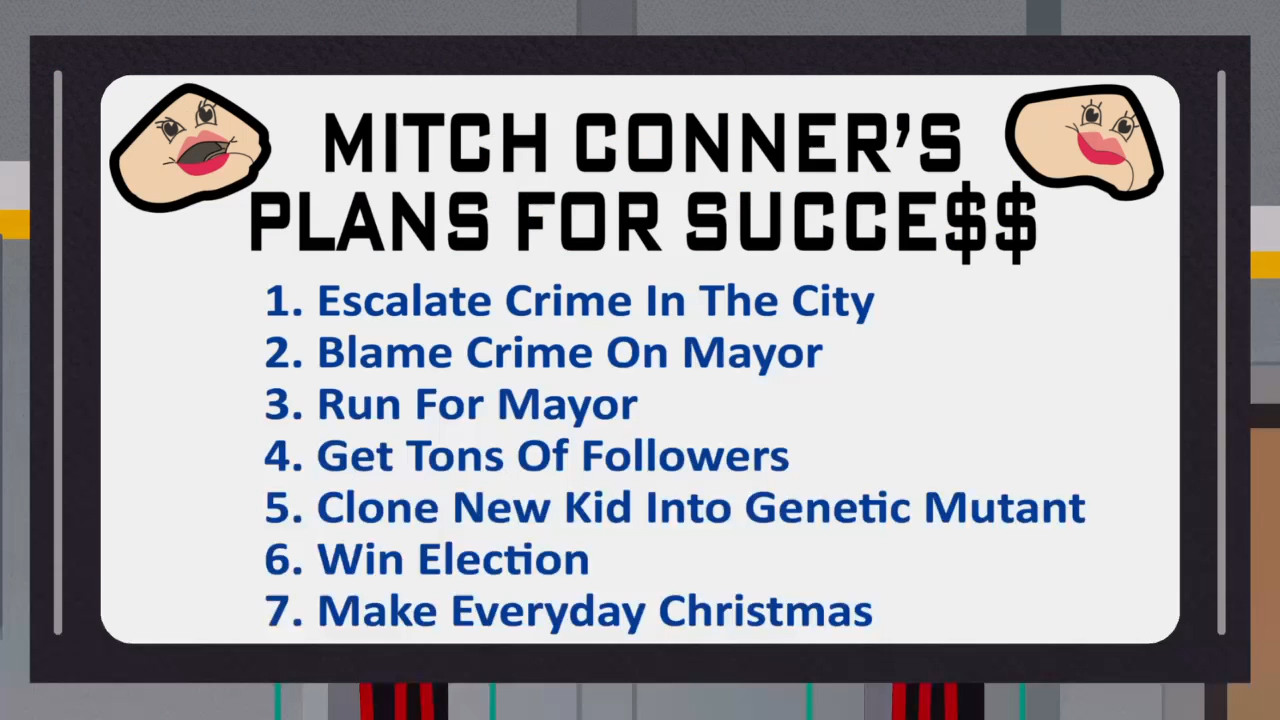 MITCH CONNER'S
PLANS FOR SUCCE$$
1. Escalate Crime In The City
2. Blame Crime On Mayor
3. Run For Mayor
4. Get Tons Of Followers
5. Clone New Kid Into Genetic Mutant
6. Win Election
7. Make Everyday Christmas